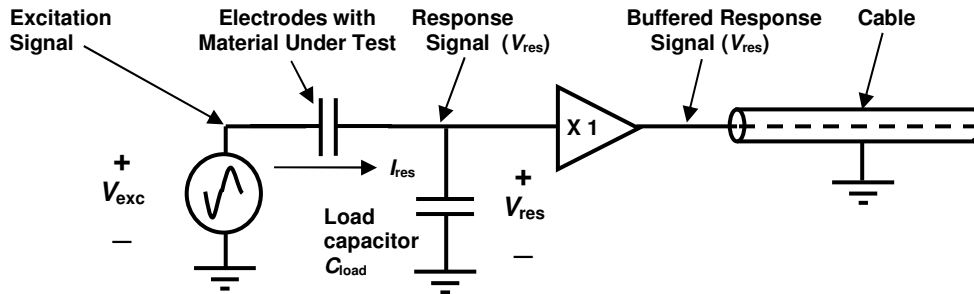 Excitation
Signal
Electrodes with
Material Under Test
Response
Signal (Vres)
Buffered Response
Signal (Vres)
Cable
X 1
+
Vexc
–
Ires
Load
capacitor
Cload
+
Vres
–